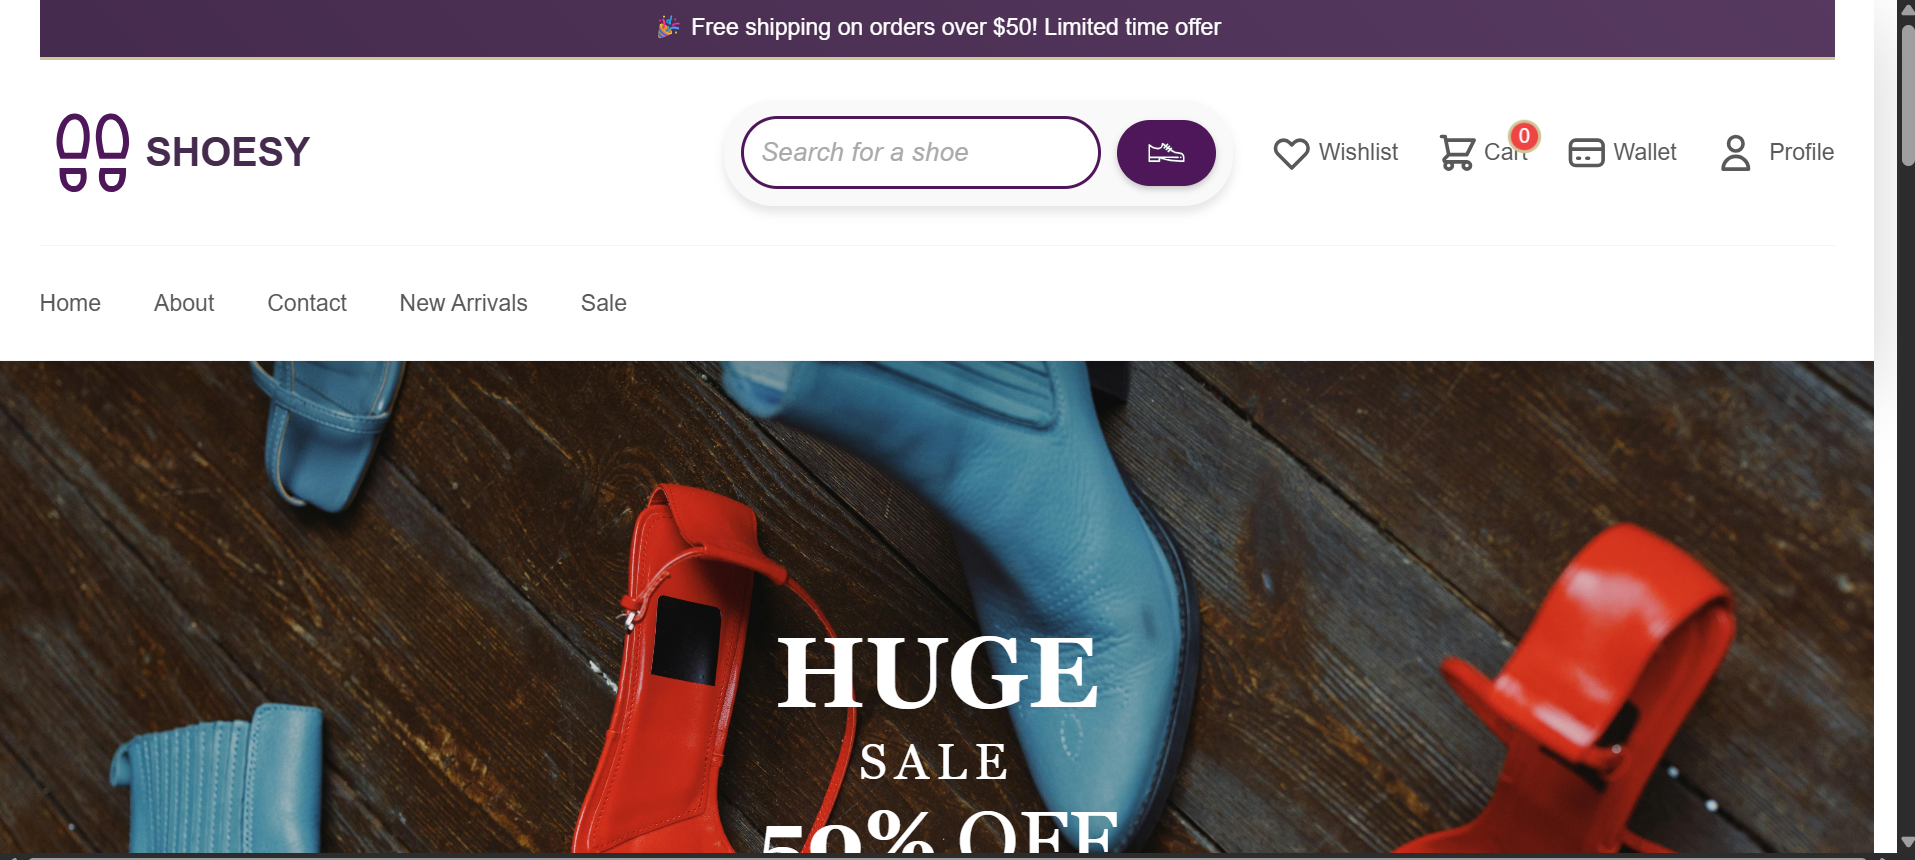 🎉 Free shipping on orders over $50! Limited time offer
SHOESY
Search for a shoe
Wishlist
Cart
0
Wallet
Profile
Home
About
Contact
New Arrivals
Sale
HUGE
SALE
50% OFF